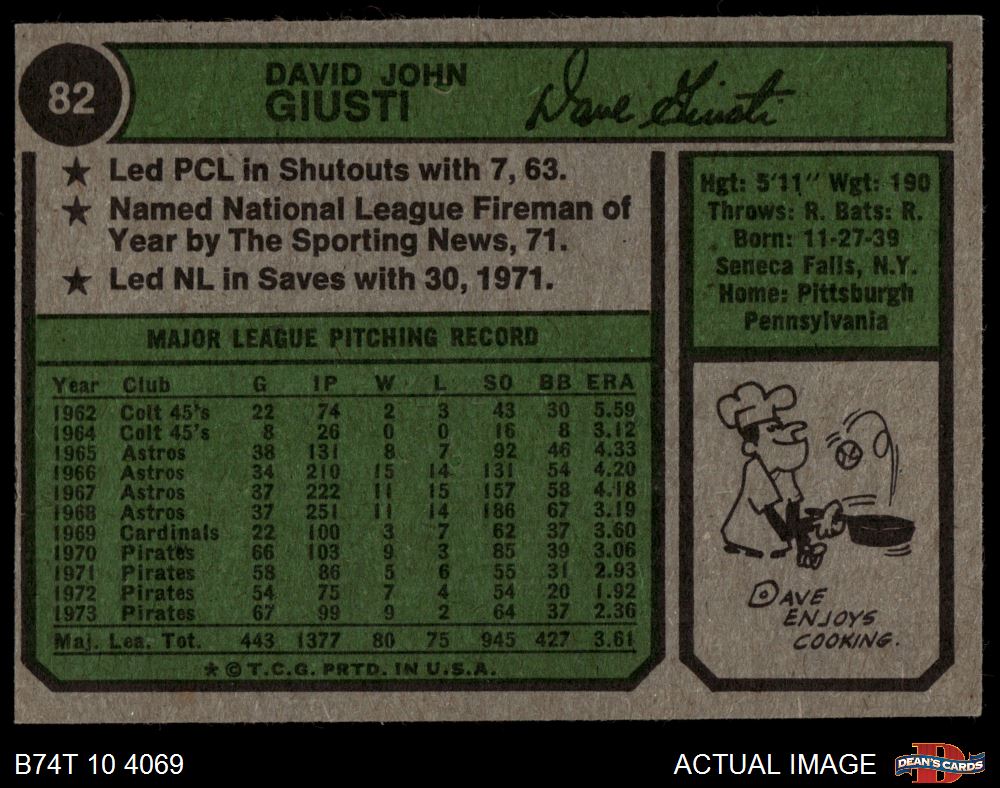 82
DAVID JOHN
GIUSTI
Dave Giusti
★ Led PCL in Shutouts with 7, 63.
★ Named National League Fireman of
Year by The Sporting News, 71.
★ Led NL in Saves with 30, 1971.
Hgt: 5'11" Wgt: 190
Throws: R. Bats: R.
Born: 11-27-39
Seneca Falls, N.Y.
Home: Pittsburgh
Pennsylvania
MAJOR LEAGUE PITCHING RECORD
Year Club G IP W L SO BB ERA
1962 Colt 45's 22 74 2 3 43 30 5.59
1964 Colt 45's 8 26 0 0 16 8 3.12
1965 Astros 38 131 8 7 92 46 4.33
1966 Astros 34 210 15 14 131 54 4.20
1967 Astros 37 222 11 15 157 58 4.18
1968 Astros 37 251 11 14 186 67 3.19
1969 Cardinals 22 100 3 7 62 37 3.60
1970 Pirates 66 103 9 3 85 39 3.06
1971 Pirates 58 86 5 6 55 31 2.93
1972 Pirates 54 75 7 4 54 20 1.92
1973 Pirates 67 99 9 2 64 37 2.36
Maj. Lea. Tot. 443 1377 80 75 945 427 3.61
* © T.C.G. PRTD. IN U.S.A.
DAVE
ENJOYS
COOKING.
B74T 10 4069
ACTUAL IMAGE
DEAN'S CARDS